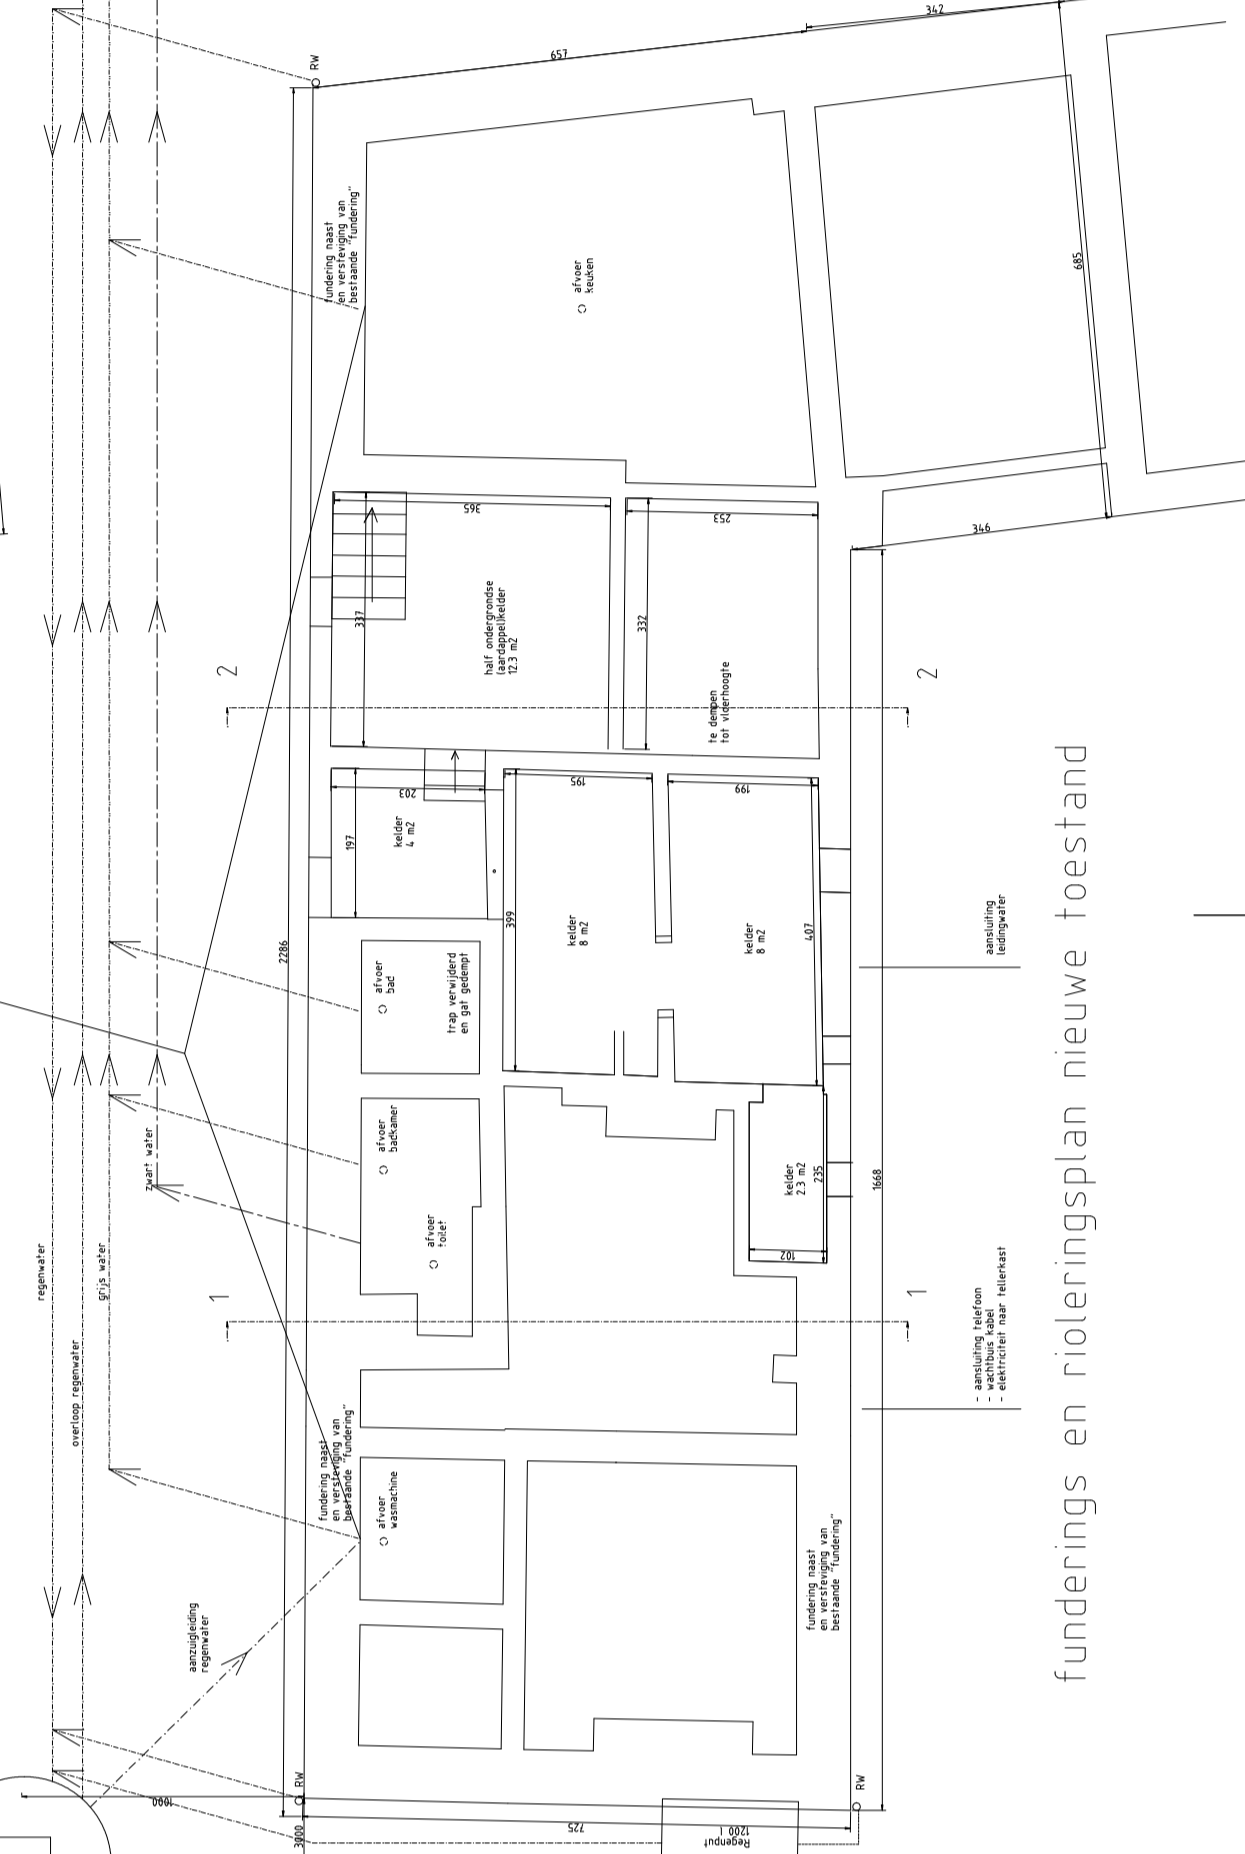 342
657
RW
fundering naast
en versteviging van
bestaande "fundering"
afvoer
keuken
685
365
253
346
337
332
half ondergrondse
(aardappel)kelder
12.3 m2
te dempen
tot vloerhoogte
2
2
203
197
kelder
4 m2
195
199
399
407
kelder
8 m2
kelder
8 m2
2286
afvoer
bad
trap verwijderd
en gat gedempt
aansluiting
leidingwater
afvoer
badkamer
zwart water
afvoer
toilet
kelder
2.3 m2
235
102
1668
regenwater
grijs water
overloop regenwater
1
1
- aansluiting telefoon
- wachtbuis kabel
- elektriciteit naar tellerkast
fundering naast
en versteviging van
bestaande "fundering"
afvoer
wasmachine
fundering naast
en versteviging van
bestaande "fundering"
aanzuigleiding
regenwater
funderings en rioleringsplan nieuwe toestand
1000
RW
RW
3000
725
Regenput
1200 l